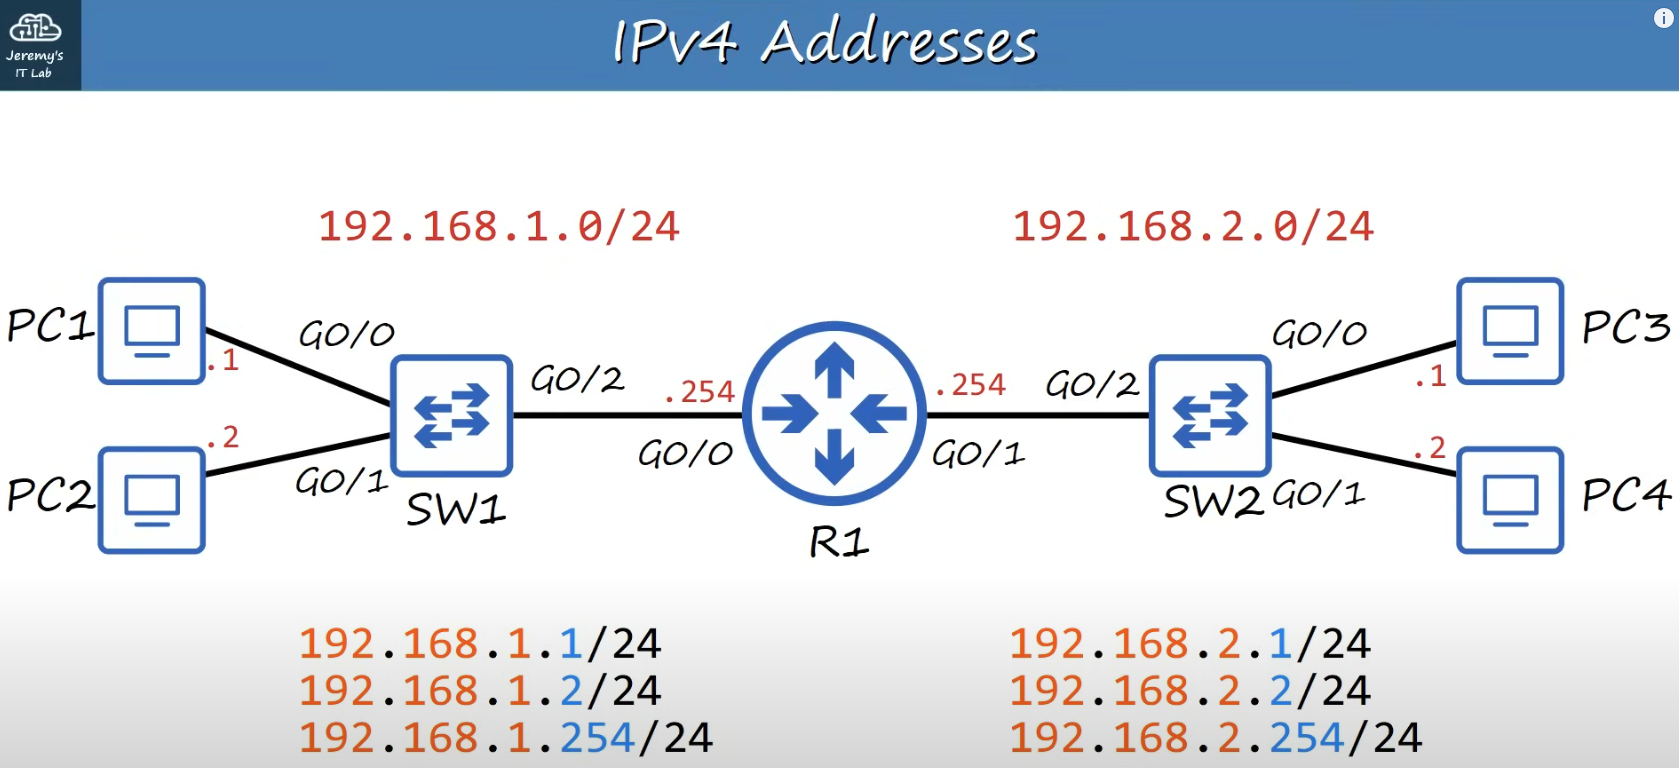 Jeremy's
IT Lab
IPv4 Addresses
i
192.168.1.0/24
192.168.2.0/24
PC1
.1
G0/0
PC2
.2
G0/1
SW1
G0/2
.254
G0/0
R1
.254
G0/1
G0/2
SW2
G0/0
.1
PC3
G0/1
.2
PC4
192.168.1.1/24
192.168.1.2/24
192.168.1.254/24
192.168.2.1/24
192.168.2.2/24
192.168.2.254/24